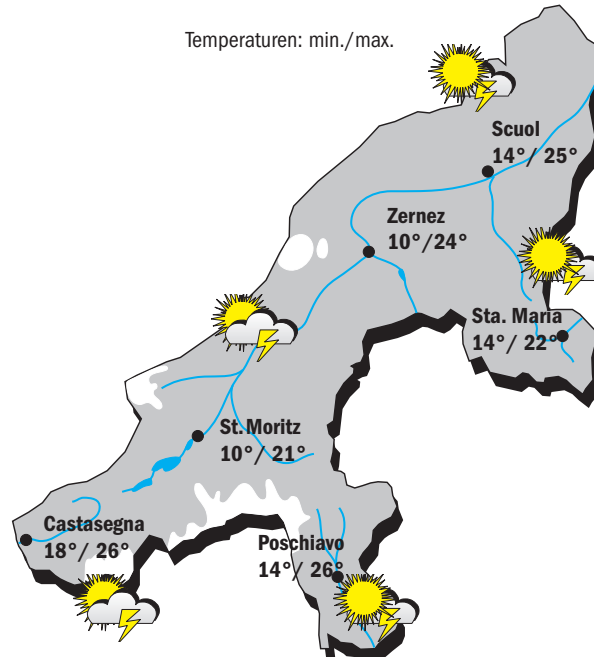 Temperaturen: min./max.
Scuol
14°/ 25°
Zernez
10°/24°
Sta. Maria
14°/ 22°
St. Moritz
10°/ 21°
Castasegna
18°/ 26°
Poschiavo
14°/ 26°